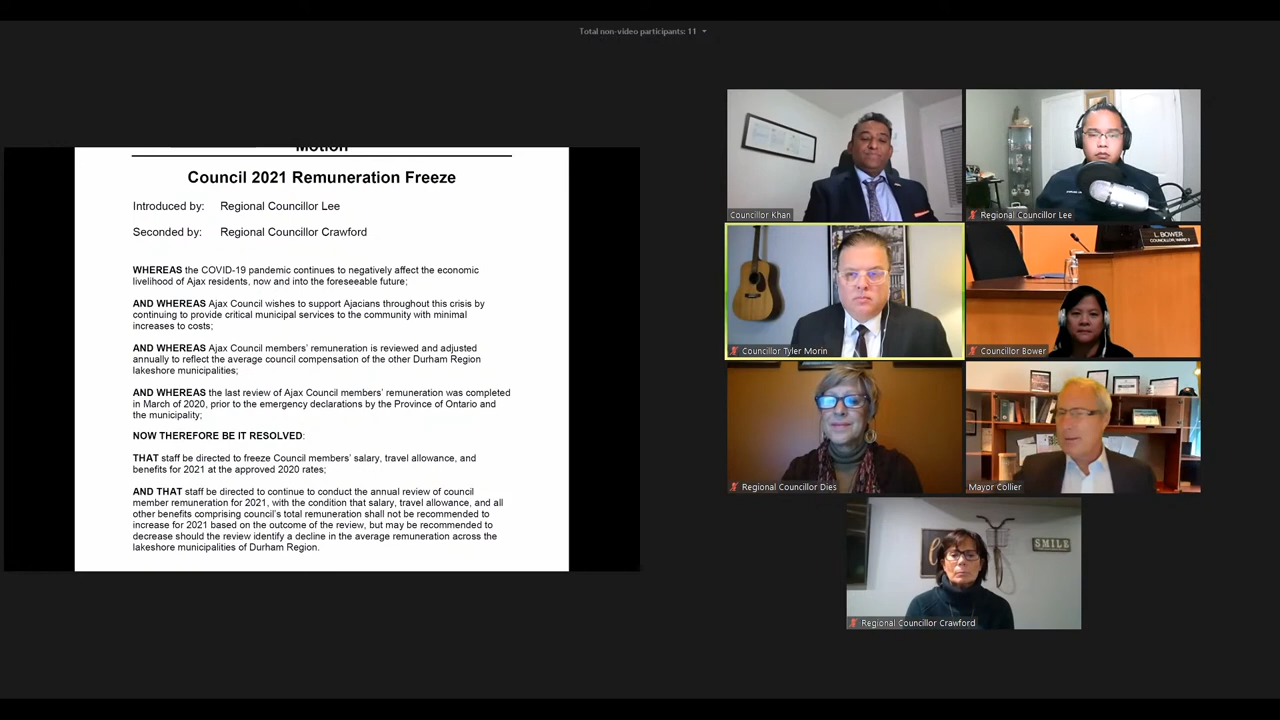 Total non-video participants: 11
Motion
Council 2021 Remuneration Freeze
Introduced by: Regional Councillor Lee
Seconded by: Regional Councillor Crawford
WHEREAS the COVID-19 pandemic continues to negatively affect the economic
livelihood of Ajax residents, now and into the foreseeable future;
AND WHEREAS Ajax Council wishes to support Ajacians throughout this crisis by
continuing to provide critical municipal services to the community with minimal
increases to costs;
AND WHEREAS Ajax Council members' remuneration is reviewed and adjusted
annually to reflect the average council compensation of the other Durham Region
lakeshore municipalities;
AND WHEREAS the last review of Ajax Council members' remuneration was completed
in March of 2020, prior to the emergency declarations by the Province of Ontario and
the municipality;
NOW THEREFORE BE IT RESOLVED:
THAT staff be directed to freeze Council members' salary, travel allowance, and
benefits for 2021 at the approved 2020 rates;
AND THAT staff be directed to continue to conduct the annual review of council
member remuneration for 2021, with the condition that salary, travel allowance, and all
other benefits comprising council's total remuneration shall not be recommended to
increase for 2021 based on the outcome of the review, but may be recommended to
decrease should the review identify a decline in the average remuneration across the
lakeshore municipalities of Durham Region.
Councillor Khan
Regional Councillor Lee
Councillor Tyler Morin
L. BOWER
COUNCILLOR, WARD 3
Councillor Bower
Regional Councillor Dies
Mayor Collier
SMILE
Regional Councillor Crawford